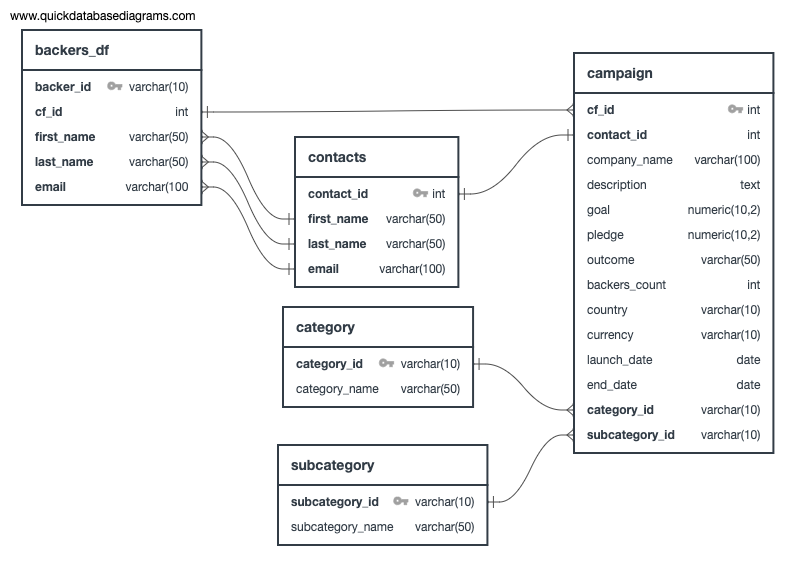 www.quickdatabasediagrams.com
backers_df
backer_id varchar(10)
cf_id int
first_name varchar(50)
last_name varchar(50)
email varchar(100
contacts
contact_id int
first_name varchar(50)
last_name varchar(50)
email varchar(100)
category
category_id varchar(10)
category_name varchar(50)
subcategory
subcategory_id varchar(10)
subcategory_name varchar(50)
campaign
cf_id int
contact_id int
company_name varchar(100)
description text
goal numeric(10,2)
pledge numeric(10,2)
outcome varchar(50)
backers_count int
country varchar(10)
currency varchar(10)
launch_date date
end_date date
category_id varchar(10)
subcategory_id varchar(10)